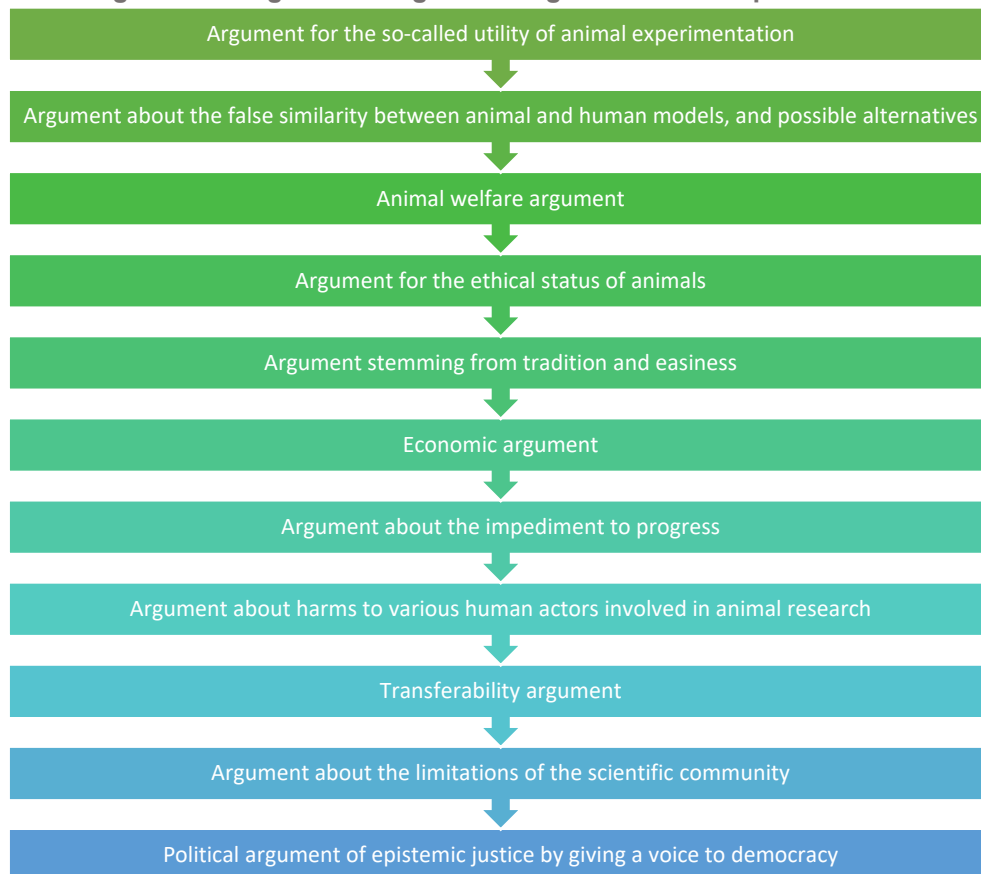 Argument for the so-called utility of animal experimentation
Argument about the false similarity between animal and human models, and possible alternatives
Animal welfare argument
Argument for the ethical status of animals
Argument stemming from tradition and easiness
Economic argument
Argument about the impediment to progress
Argument about harms to various human actors involved in animal research
Transferability argument
Argument about the limitations of the scientific community
Political argument of epistemic justice by giving a voice to democracy